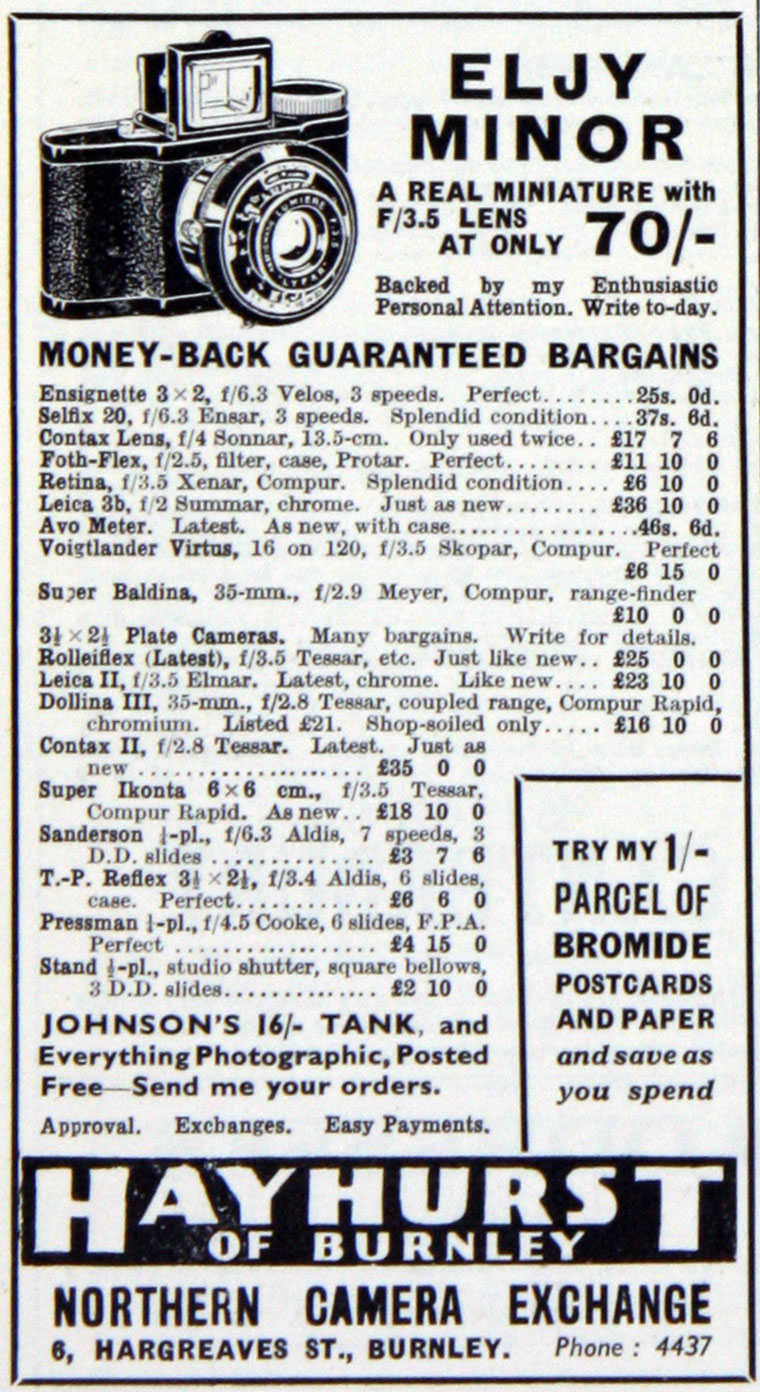 ELJY
MINOR
A REAL MINIATURE with
F/3.5 LENS
AT ONLY 70/-
Backed by my Enthusiastic
Personal Attention. Write to-day.
LUMIERE
LYPAR
MONEY-BACK GUARANTEED BARGAINS
Ensignette 3 × 2, f/6.3 Velos, 3 speeds. Perfect........25s. 0d.
Selfix 20, f/6.3 Ensar, 3 speeds. Splendid condition....37s. 6d.
Contax Lens, f/4 Sonnar, 13.5-cm. Only used twice.. £17 7 6
Foth-Flex, f/2.5, filter, case, Protar. Perfect........ £11 10 0
Retina, f/3.5 Xenar, Compur. Splendid condition.... £6 10 0
Leica 3b, f/2 Summar, chrome. Just as new........ £36 10 0
Avo Meter. Latest. As new, with case.................46s. 6d.
Voigtlander Virtus, 16 on 120, f/3.5 Skopar, Compur. Perfect
£6 15 0
Super Baldina, 35-mm., f/2.9 Meyer, Compur, range-finder
£10 0 0
3½ × 2½ Plate Cameras. Many bargains. Write for details.
Rolleiflex (Latest), f/3.5 Tessar, etc. Just like new.. £25 0 0
Leica II, f/3.5 Elmar. Latest, chrome. Like new.... £23 10 0
Dollina III, 35-mm., f/2.8 Tessar, coupled range, Compur Rapid,
chromium. Listed £21. Shop-soiled only..... £16 10 0
Contax II, f/2.8 Tessar. Latest. Just as
new ..................... £35 0 0
Super Ikonta 6 × 6 cm., f/3.5 Tessar,
Compur Rapid. As new.. £18 10 0
Sanderson ¼-pl., f/6.3 Aldis, 7 speeds, 3
D.D. slides .............. £3 7 6
T.-P. Reflex 3½ × 2½, f/3.4 Aldis, 6 slides,
case. Perfect............ £6 6 0
Pressman ¼-pl., f/4.5 Cooke, 6 slides, F.P.A.
Perfect .................. £4 15 0
Stand ½-pl., studio shutter, square bellows,
3 D.D. slides............... £2 10 0
JOHNSON'S 16/- TANK, and
Everything Photographic, Posted
Free—Send me your orders.
Approval. Exchanges. Easy Payments.
TRY MY 1/-
PARCEL OF
BROMIDE
POSTCARDS
AND PAPER
and save as
you spend
HAYHURST
OF BURNLEY
NORTHERN CAMERA EXCHANGE
6, HARGREAVES ST., BURNLEY. Phone : 4437